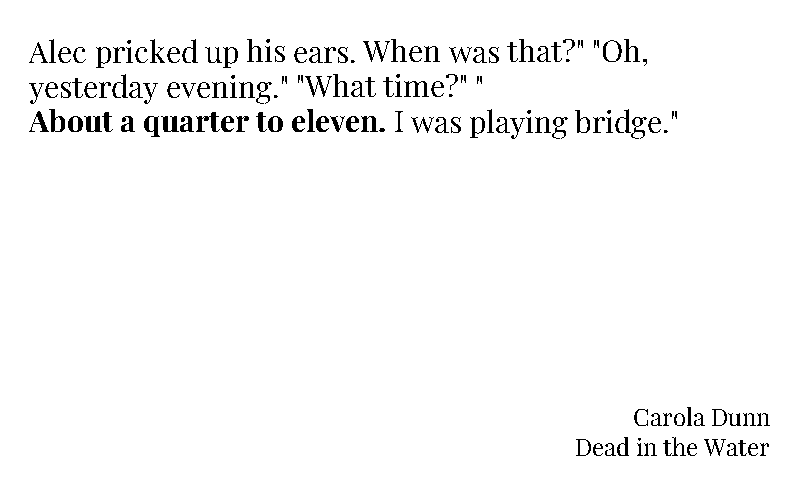 Alec pricked up his ears. When was that?" "Oh,
yesterday evening." "What time?" "
About a quarter to eleven. I was playing bridge."
Carola Dunn
Dead in the Water